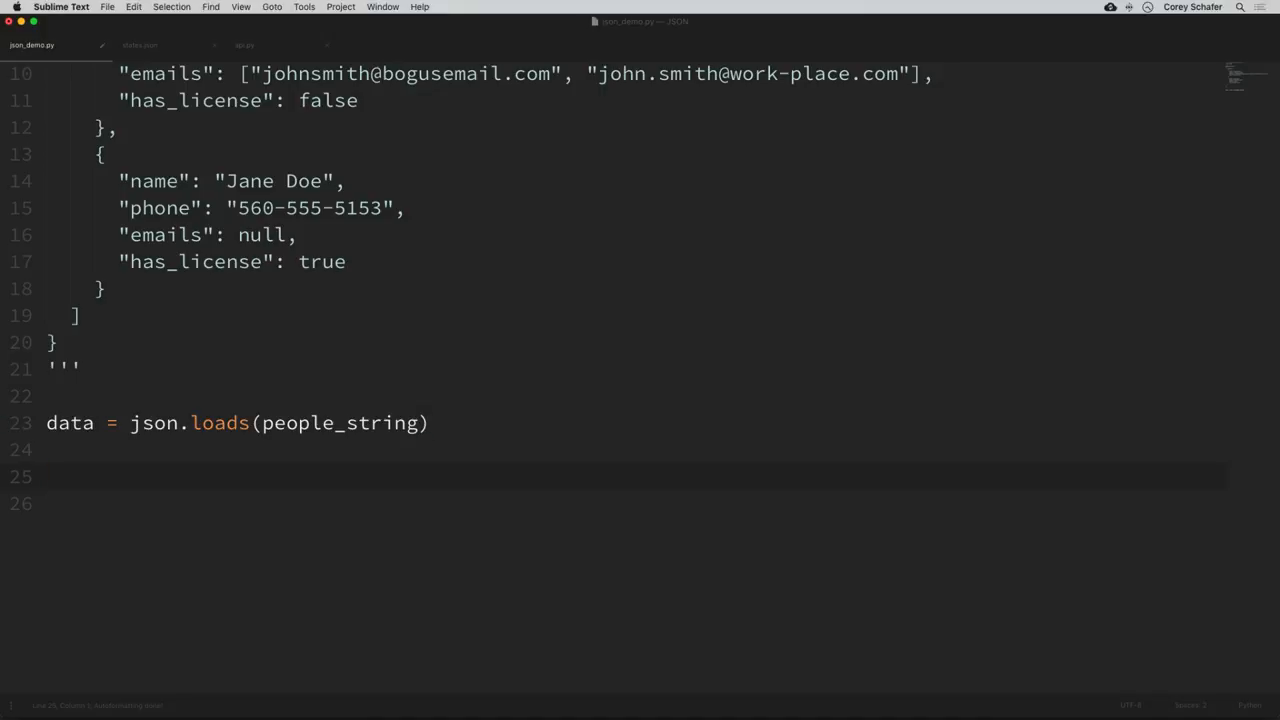 Sublime Text File Edit Selection Find View Goto Tools Project Window Help Corey Schafer
json_demo.py — JSON
json_demo.py states.json api.py
10 "emails": ["johnsmith@bogusemail.com", "john.smith@work-place.com"],
11 "has_license": false
12 },
13 {
14 "name": "Jane Doe",
15 "phone": "560-555-5153",
16 "emails": null,
17 "has_license": true
18 }
19 ]
20 }
21 '''
22
23 data = json.loads(people_string)
24
25
26
Line 25, Column 1; Autoformatting done! UTF-8 Spaces: 2 Python